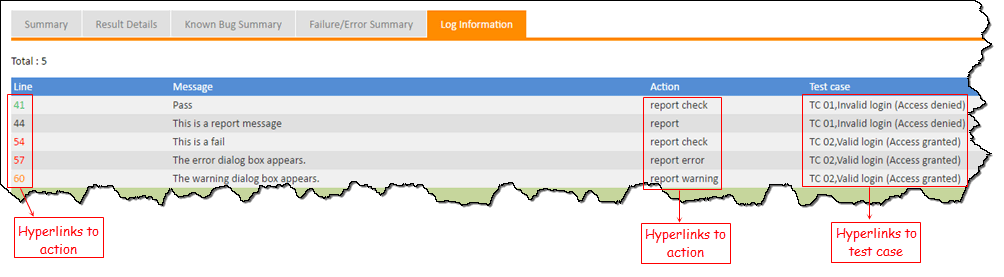 Summary Result Details Known Bug Summary Failure/Error Summary Log Information
Total : 5
Line Message Action Test case
41 Pass report check TC 01,Invalid login (Access denied)
44 This is a report message report TC 01,Invalid login (Access denied)
54 This is a fail report check TC 02,Valid login (Access granted)
57 The error dialog box appears. report error TC 02,Valid login (Access granted)
60 The warning dialog box appears. report warning TC 02,Valid login (Access granted)
Hyperlinks to
action
Hyperlinks to
action
Hyperlinks to
test case